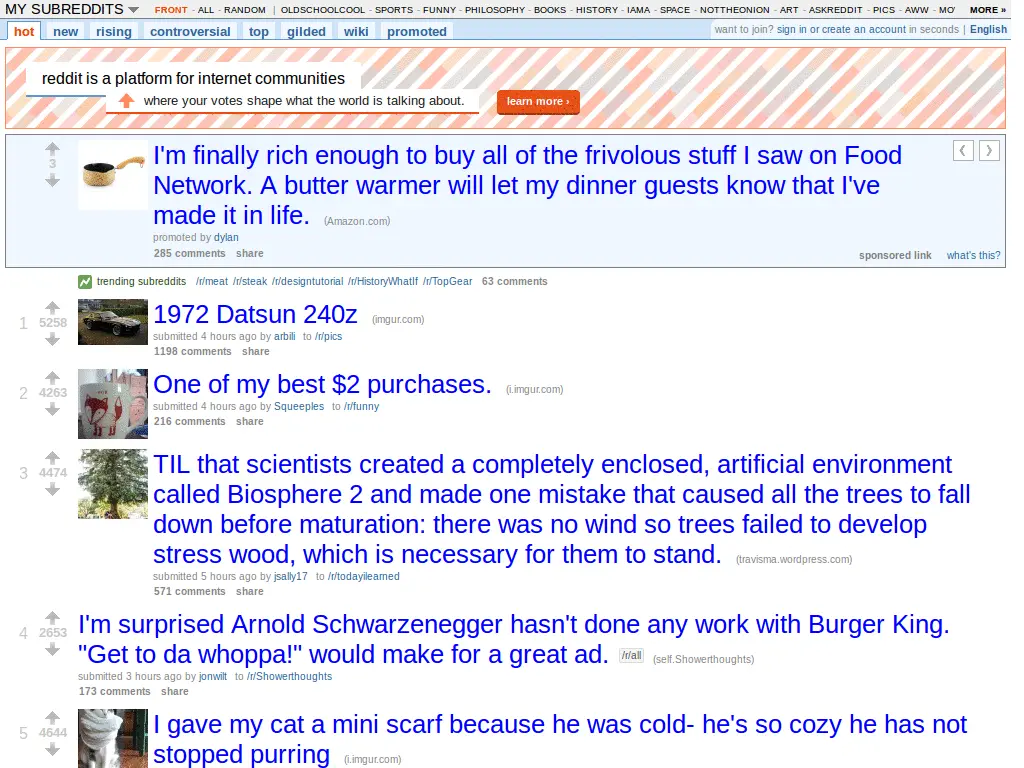 MY SUBREDDITS FRONT - ALL - RANDOM | OLDSCHOOLCOOL - SPORTS - FUNNY - PHILOSOPHY - BOOKS - HISTORY - IAMA - SPACE - NOTTHEONION - ART - ASKREDDIT - PICS - AWW - MO MORE »
hot new rising controversial top gilded wiki promoted want to join? sign in or create an account in seconds | English
reddit is a platform for internet communities
where your votes shape what the world is talking about. learn more ›
I'm finally rich enough to buy all of the frivolous stuff I saw on Food
3
Network. A butter warmer will let my dinner guests know that I've
made it in life. (Amazon.com)
promoted by dylan
285 comments share sponsored link what's this?
trending subreddits /r/meat /r/steak /r/designtutorial /r/HistoryWhatIf /r/TopGear 63 comments
1 5258 1972 Datsun 240z (imgur.com)
submitted 4 hours ago by arbili to /r/pics
1198 comments share
2 4263 One of my best $2 purchases. (i.imgur.com)
submitted 4 hours ago by Squeeples to /r/funny
216 comments share
3 4474 TIL that scientists created a completely enclosed, artificial environment
called Biosphere 2 and made one mistake that caused all the trees to fall
down before maturation: there was no wind so trees failed to develop
stress wood, which is necessary for them to stand. (travisma.wordpress.com)
submitted 5 hours ago by jsally17 to /r/todayilearned
571 comments share
4 2653 I'm surprised Arnold Schwarzenegger hasn't done any work with Burger King.
"Get to da whoppa!" would make for a great ad. /r/all (self.Showerthoughts)
submitted 3 hours ago by jonwilt to /r/Showerthoughts
173 comments share
5 4644 I gave my cat a mini scarf because he was cold- he's so cozy he has not
stopped purring (i.imgur.com)